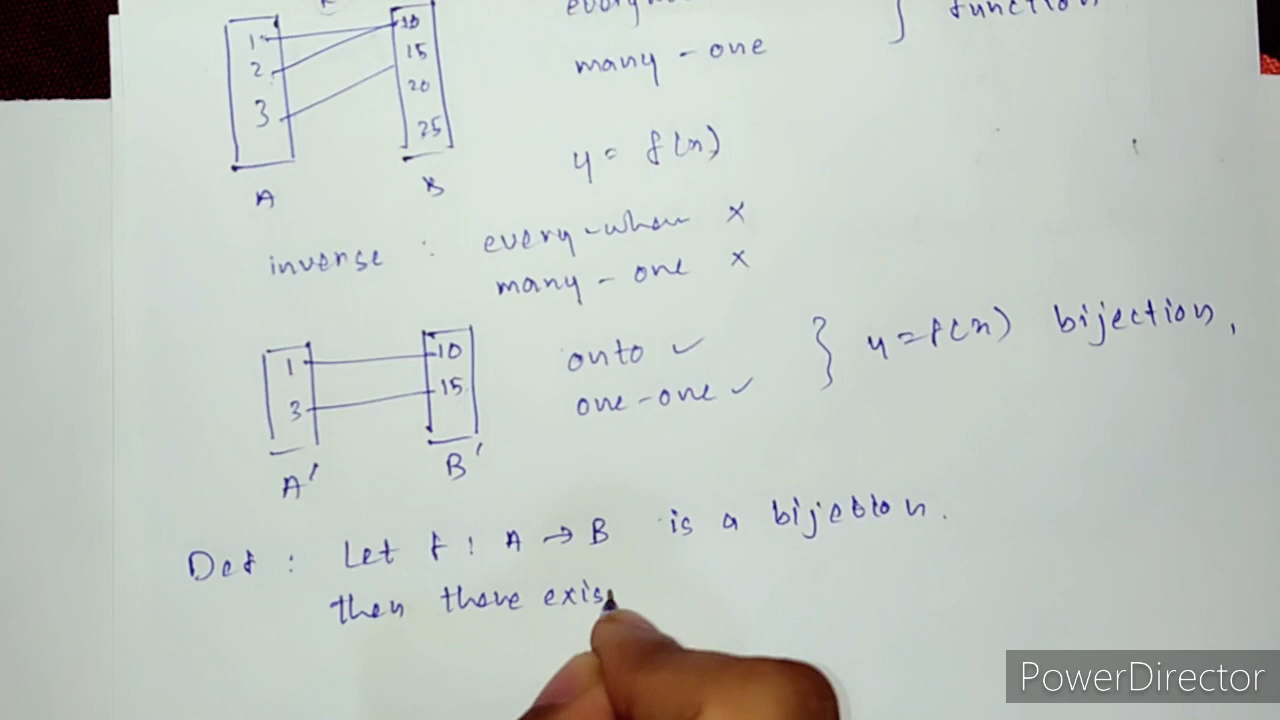 1 10
2 15
3 20
25
many - one
function
A B
y = f(x)
inverse : every-when ×
many - one ×
1 10 onto ✓ } y = f(x) bijection,
3 15 one-one ✓
A' B'
Def : Let f : A → B is a bijection.
then there exis
PowerDirector